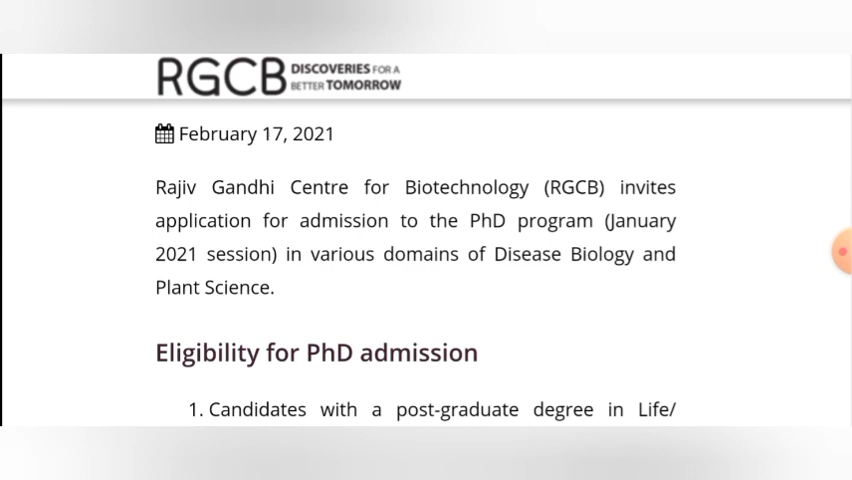 RGCB DISCOVERIES FOR A
BETTER TOMORROW
February 17, 2021
Rajiv Gandhi Centre for Biotechnology (RGCB) invites
application for admission to the PhD program (January
2021 session) in various domains of Disease Biology and
Plant Science.
Eligibility for PhD admission
1. Candidates with a post-graduate degree in Life/